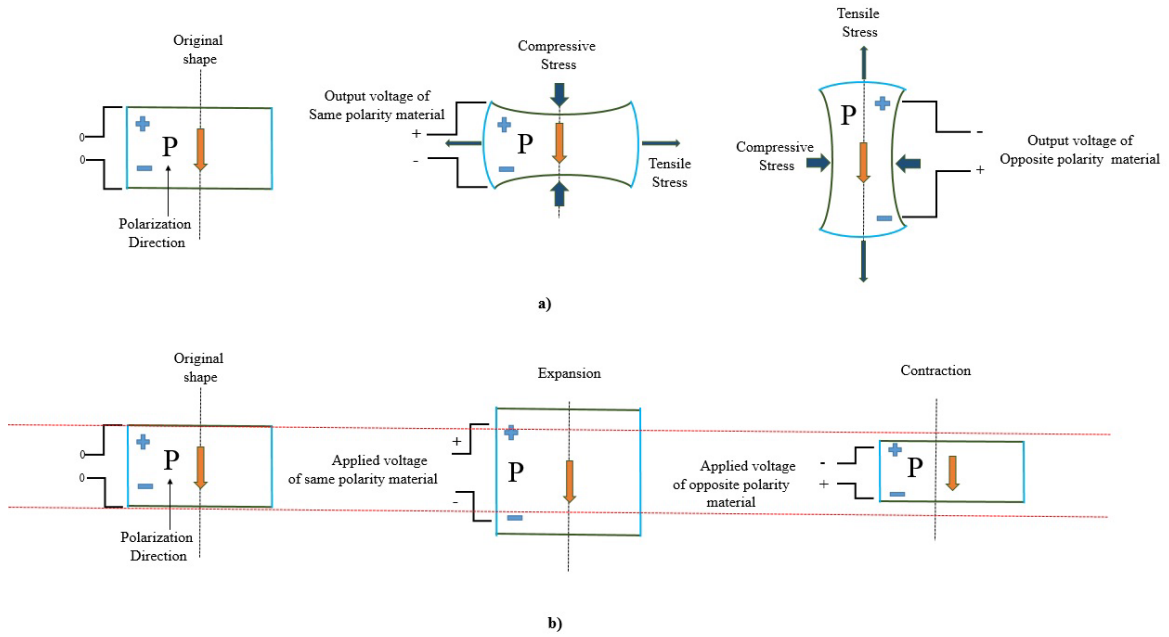 Original
shape
+
0
0
P
−
Polarization
Direction
Compressive
Stress
Output voltage of
Same polarity material
+
-
+
P
−
Tensile
Stress
Tensile
Stress
+
P
Compressive
Stress
−
-
+
Output voltage of
Opposite polarity material
a)
Original
shape
+
0
0
P
−
Polarization
Direction
Expansion
+
-
Applied voltage
of same polarity material
+
P
−
Contraction
-
+
Applied voltage
of opposite polarity
material
+
P
−
b)